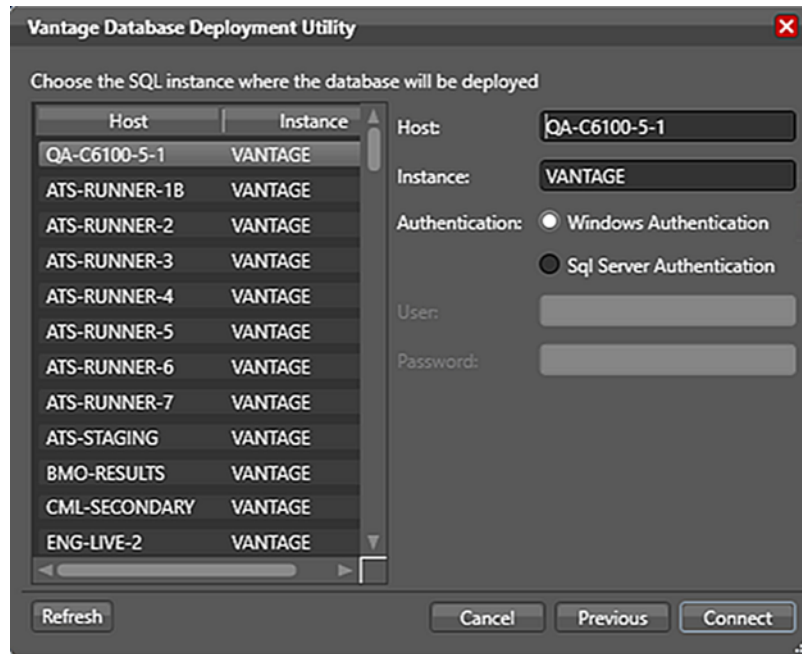 Vantage Database Deployment Utility
Choose the SQL instance where the database will be deployed
Host Instance
QA-C6100-5-1 VANTAGE
ATS-RUNNER-1B VANTAGE
ATS-RUNNER-2 VANTAGE
ATS-RUNNER-3 VANTAGE
ATS-RUNNER-4 VANTAGE
ATS-RUNNER-5 VANTAGE
ATS-RUNNER-6 VANTAGE
ATS-RUNNER-7 VANTAGE
ATS-STAGING VANTAGE
BMO-RESULTS VANTAGE
CML-SECONDARY VANTAGE
ENG-LIVE-2 VANTAGE
Host: QA-C6100-5-1
Instance: VANTAGE
Authentication: Windows Authentication
Sql Server Authentication
User:
Password:
Refresh Cancel Previous Connect